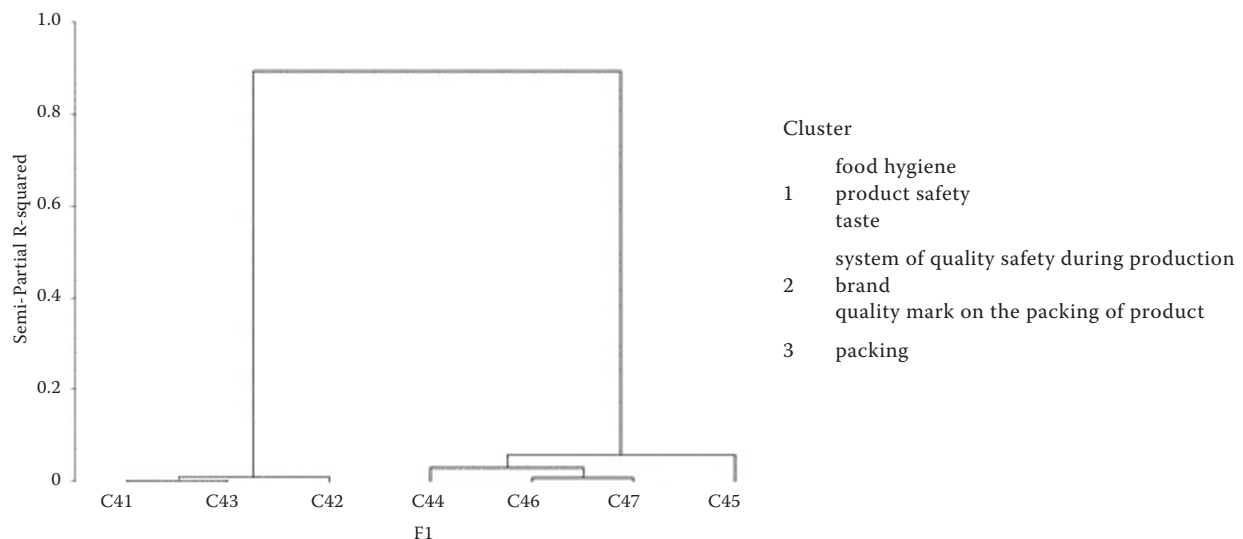 1.0
0.8
0.6
0.4
0.2
0
Semi-Partial R-squared
C41 C43 C42 C44 C46 C47 C45
F1
Cluster
food hygiene
1 product safety
taste
system of quality safety during production
2 brand
quality mark on the packing of product
3 packing